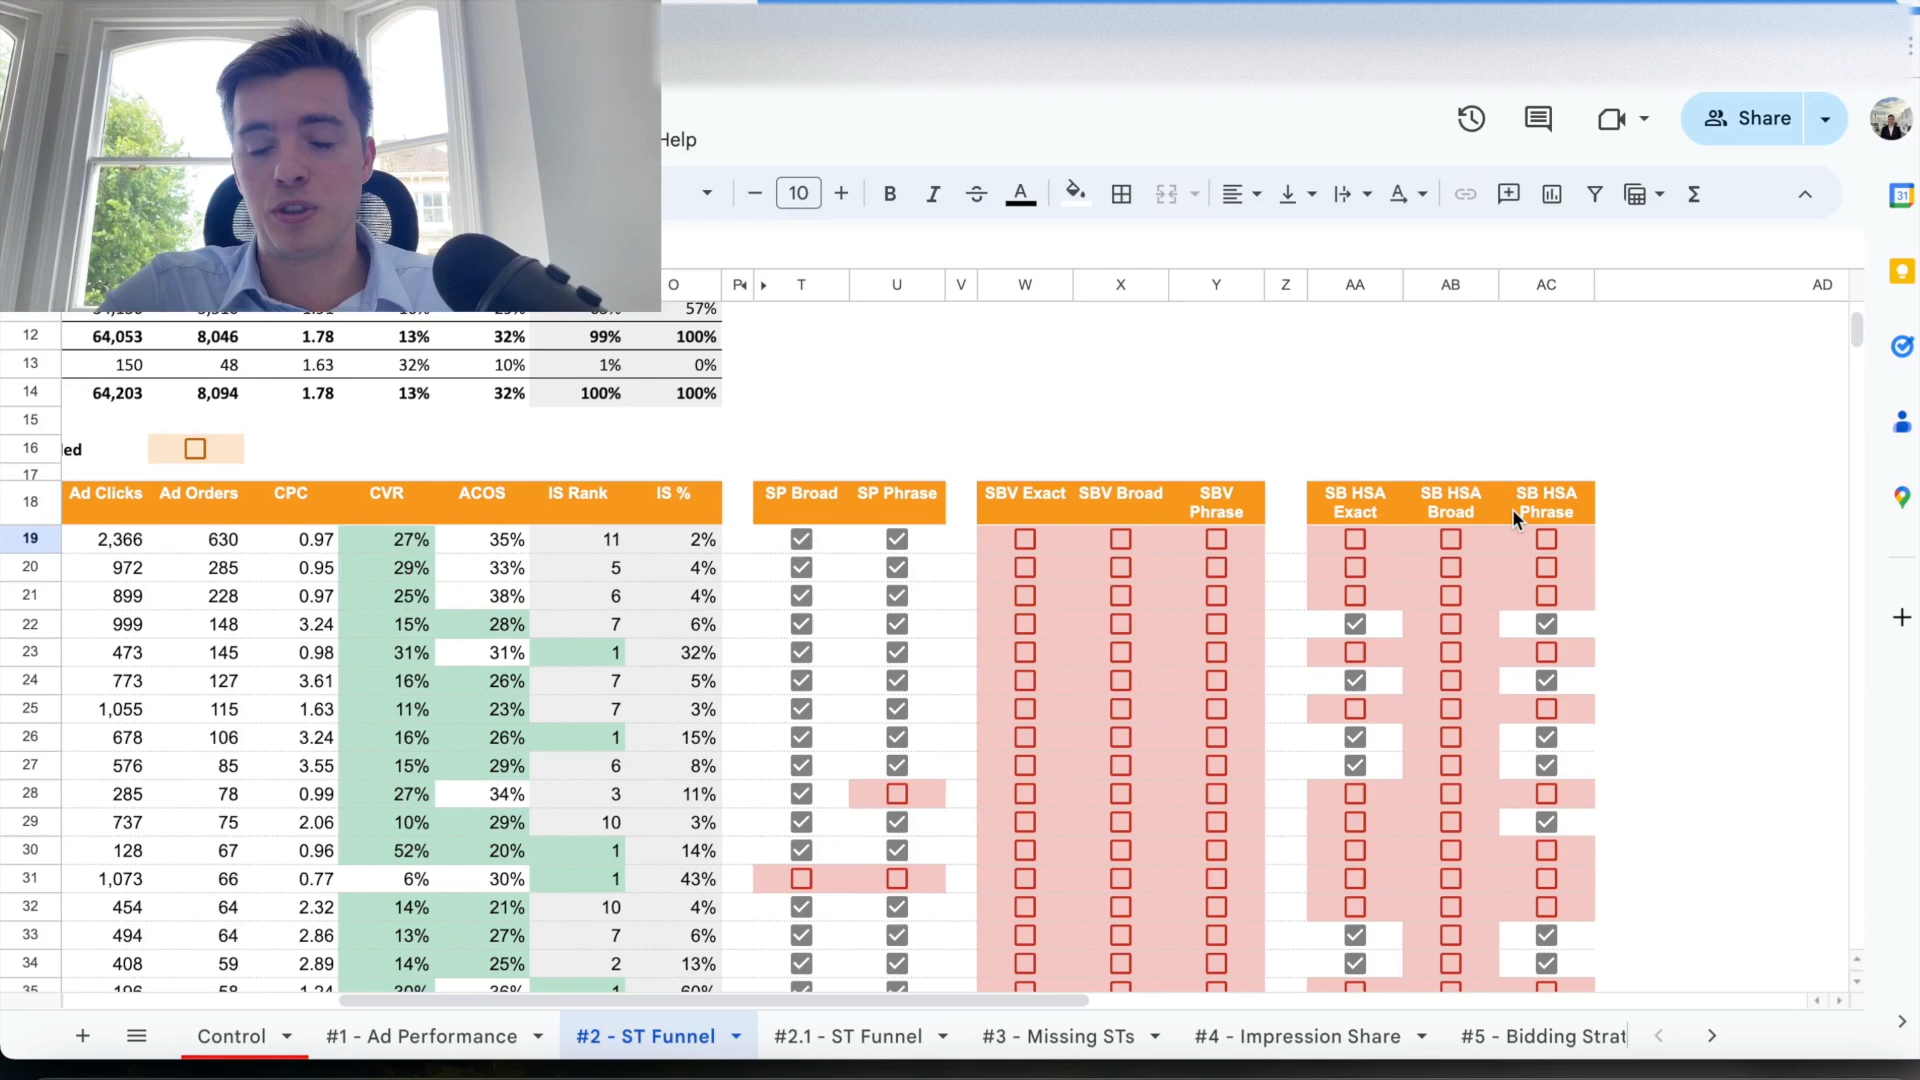 Help
Share
10
B I S A
31
O P T U V W X Y Z AA AB AC AD
57%
12 64,053 8,046 1.78 13% 32% 99% 100%
13 150 48 1.63 32% 10% 1% 0%
14 64,203 8,094 1.78 13% 32% 100% 100%
15
16 ed
17
18 Ad Clicks Ad Orders CPC CVR ACOS IS Rank IS % SP Broad SP Phrase SBV Exact SBV Broad SBV Phrase SB HSA Exact SB HSA Broad SB HSA Phrase
19 2,366 630 0.97 27% 35% 11 2%
20 972 285 0.95 29% 33% 5 4%
21 899 228 0.97 25% 38% 6 4%
22 999 148 3.24 15% 28% 7 6%
23 473 145 0.98 31% 31% 1 32%
24 773 127 3.61 16% 26% 7 5%
25 1,055 115 1.63 11% 23% 7 3%
26 678 106 3.24 16% 26% 1 15%
27 576 85 3.55 15% 29% 6 8%
28 285 78 0.99 27% 34% 3 11%
29 737 75 2.06 10% 29% 10 3%
30 128 67 0.96 52% 20% 1 14%
31 1,073 66 0.77 6% 30% 1 43%
32 454 64 2.32 14% 21% 10 4%
33 494 64 2.86 13% 27% 7 6%
34 408 59 2.89 14% 25% 2 13%
35 196 58 1.24 30% 36% 1 60%
Control #1 - Ad Performance #2 - ST Funnel #2.1 - ST Funnel #3 - Missing STs #4 - Impression Share #5 - Bidding Strat